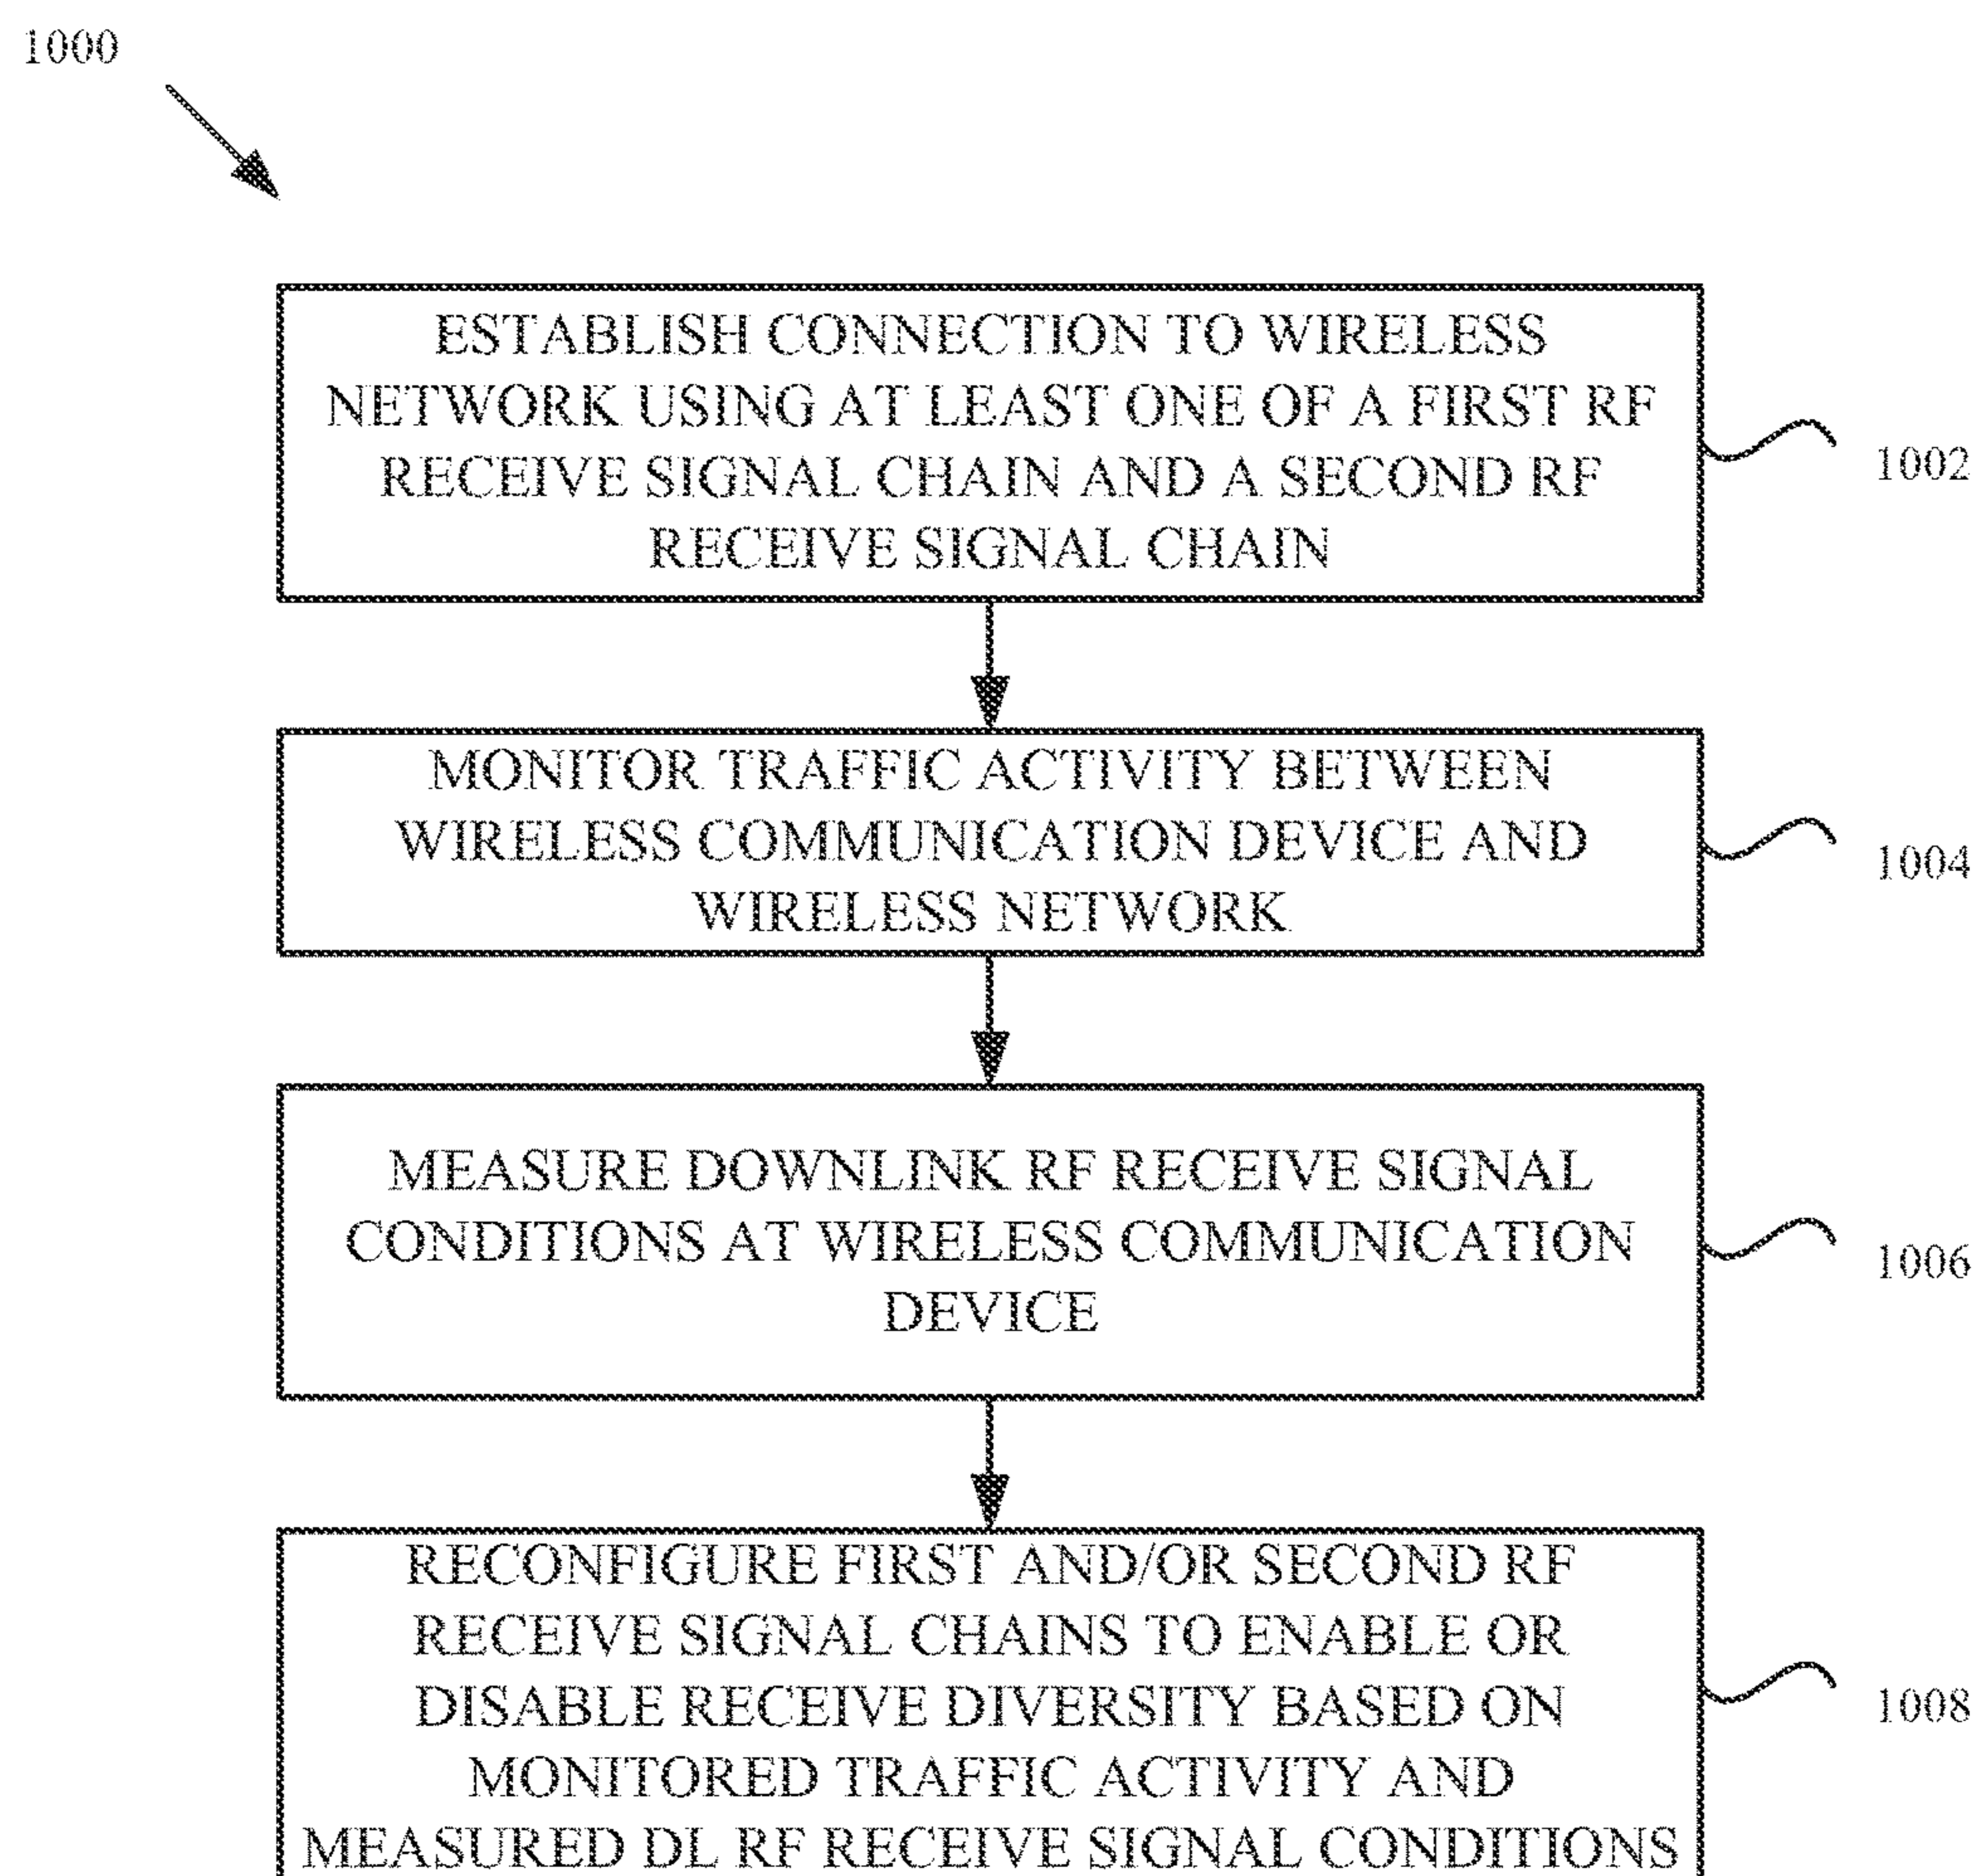 1000
ESTABLISH CONNECTION TO WIRELESS
NETWORK USING AT LEAST ONE OF A FIRST RF
RECEIVE SIGNAL CHAIN AND A SECOND RF
RECEIVE SIGNAL CHAIN
1002
MONITOR TRAFFIC ACTIVITY BETWEEN
WIRELESS COMMUNICATION DEVICE AND
WIRELESS NETWORK
1004
MEASURE DOWNLINK RF RECEIVE SIGNAL
CONDITIONS AT WIRELESS COMMUNICATION
DEVICE
1006
RECONFIGURE FIRST AND/OR SECOND RF
RECEIVE SIGNAL CHAINS TO ENABLE OR
DISABLE RECEIVE DIVERSITY BASED ON
MONITORED TRAFFIC ACTIVITY AND
MEASURED DL RF RECEIVE SIGNAL CONDITIONS
1008